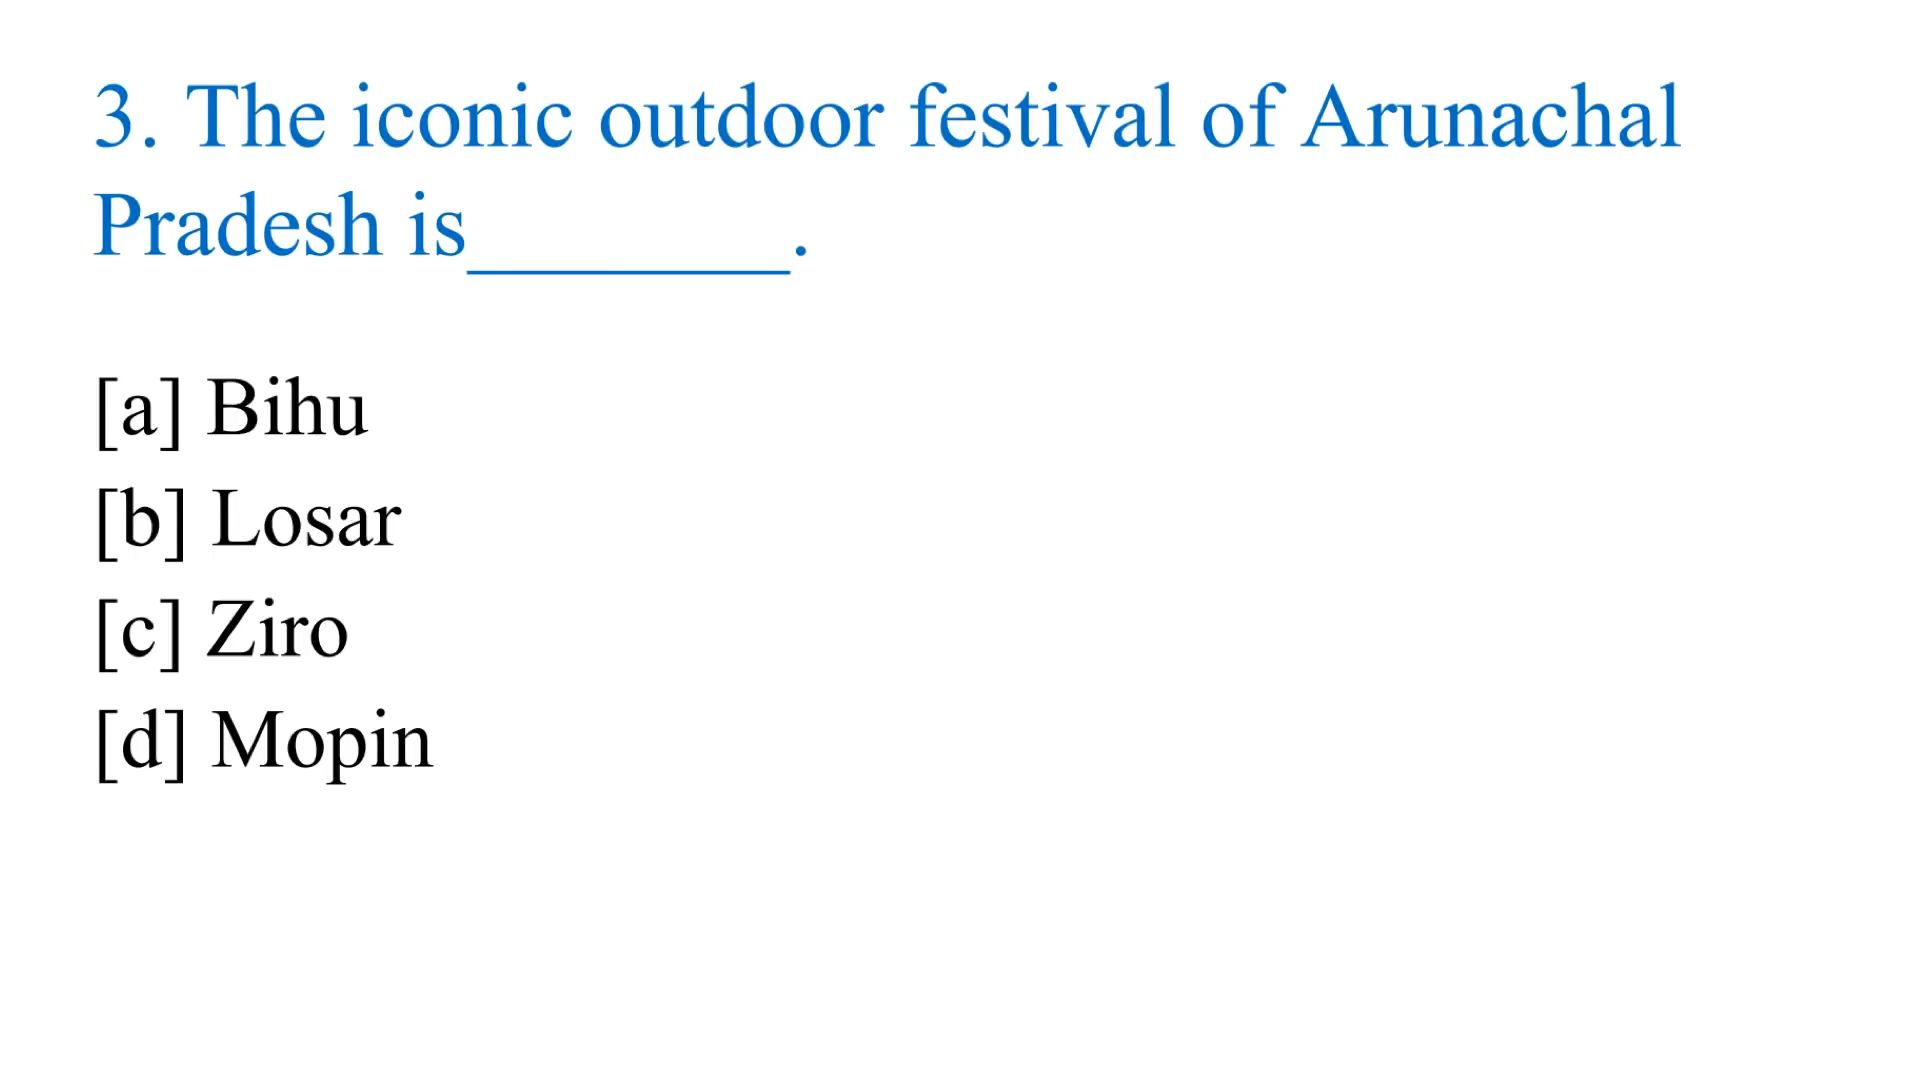 3. The iconic outdoor festival of Arunachal
Pradesh is________.
[a] Bihu
[b] Losar
[c] Ziro
[d] Mopin